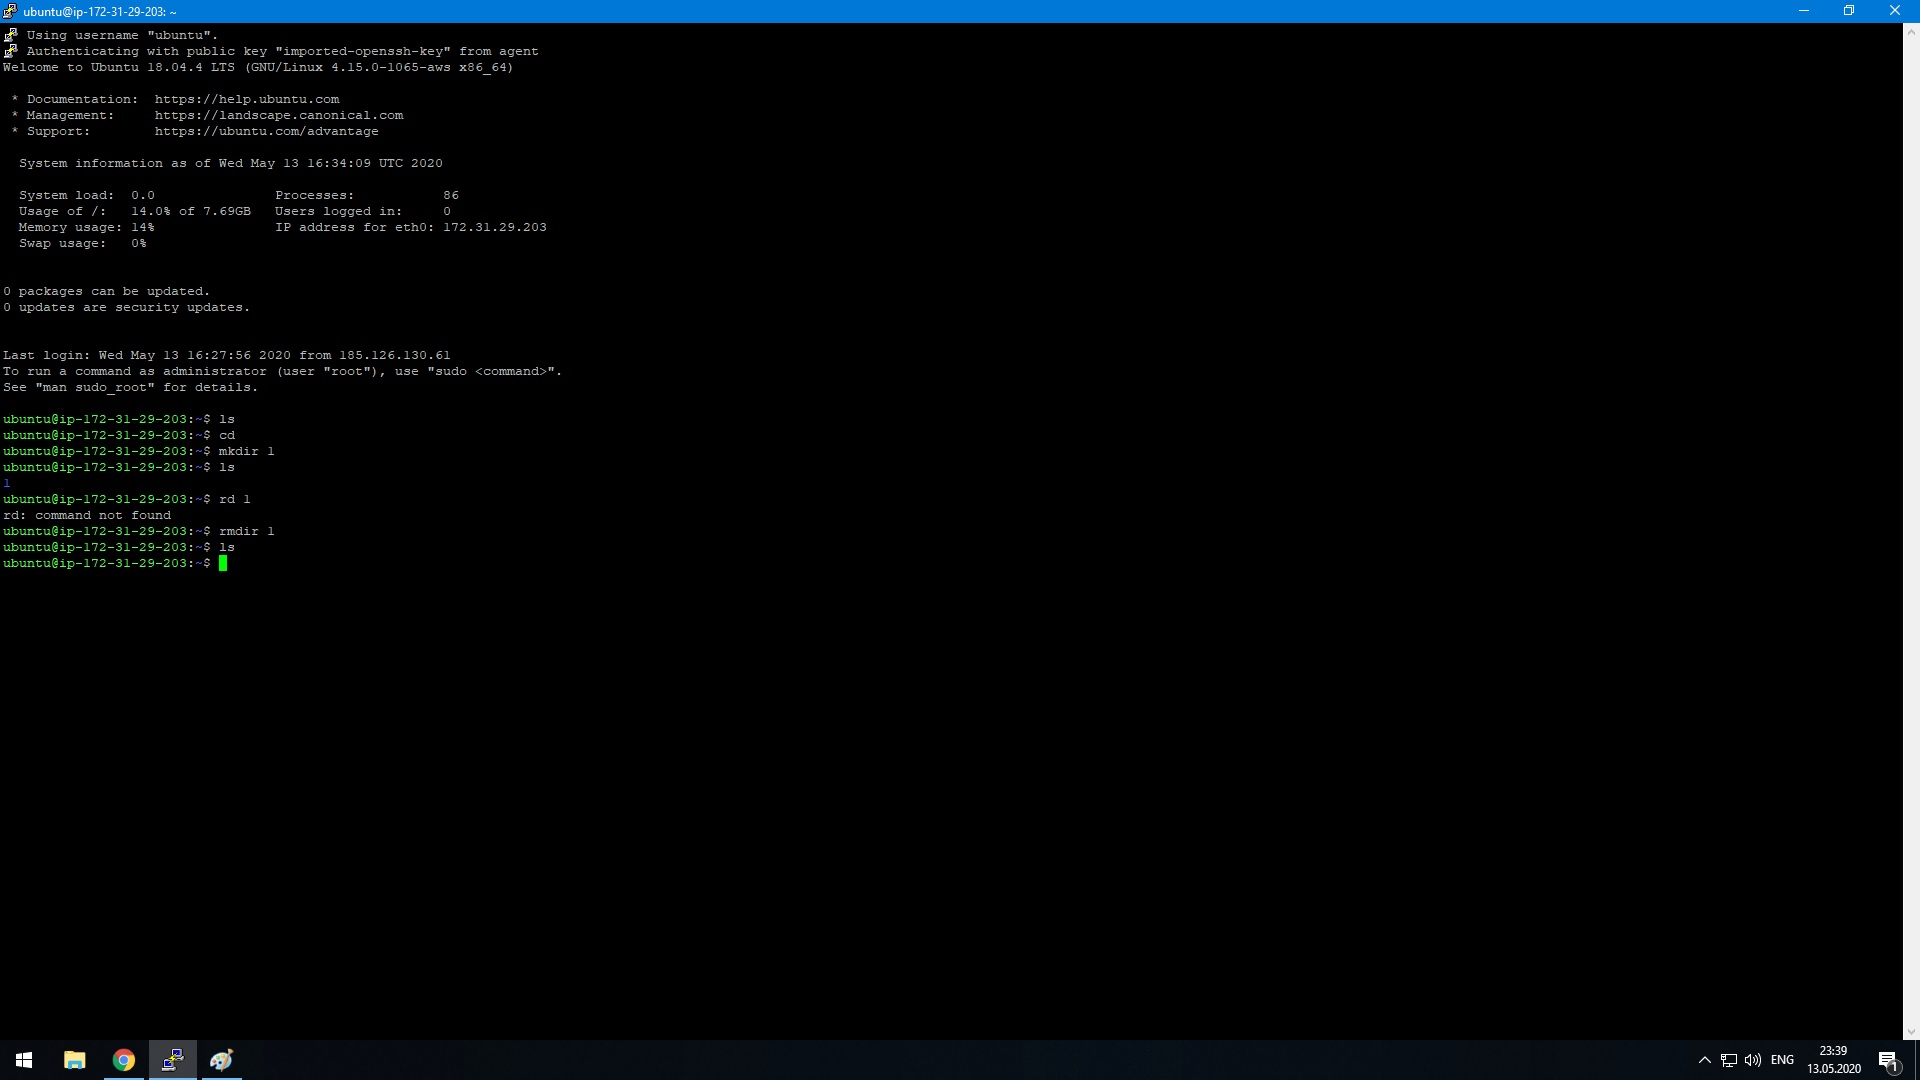 ubuntu@ip-172-31-29-203: ~
Using username "ubuntu".
Authenticating with public key "imported-openssh-key" from agent
Welcome to Ubuntu 18.04.4 LTS (GNU/Linux 4.15.0-1065-aws x86_64)
* Documentation:  https://help.ubuntu.com
* Management:     https://landscape.canonical.com
* Support:        https://ubuntu.com/advantage
System information as of Wed May 13 16:34:09 UTC 2020
System load:  0.0               Processes:           86
Usage of /:   14.0% of 7.69GB   Users logged in:     0
Memory usage: 14%               IP address for eth0: 172.31.29.203
Swap usage:   0%
0 packages can be updated.
0 updates are security updates.
Last login: Wed May 13 16:27:56 2020 from 185.126.130.61
To run a command as administrator (user "root"), use "sudo <command>".
See "man sudo_root" for details.
ubuntu@ip-172-31-29-203:~$ ls
ubuntu@ip-172-31-29-203:~$ cd
ubuntu@ip-172-31-29-203:~$ mkdir 1
ubuntu@ip-172-31-29-203:~$ ls
1
ubuntu@ip-172-31-29-203:~$ rd 1
rd: command not found
ubuntu@ip-172-31-29-203:~$ rmdir 1
ubuntu@ip-172-31-29-203:~$ ls
ubuntu@ip-172-31-29-203:~$
ENG
23:39
13.05.2020
1